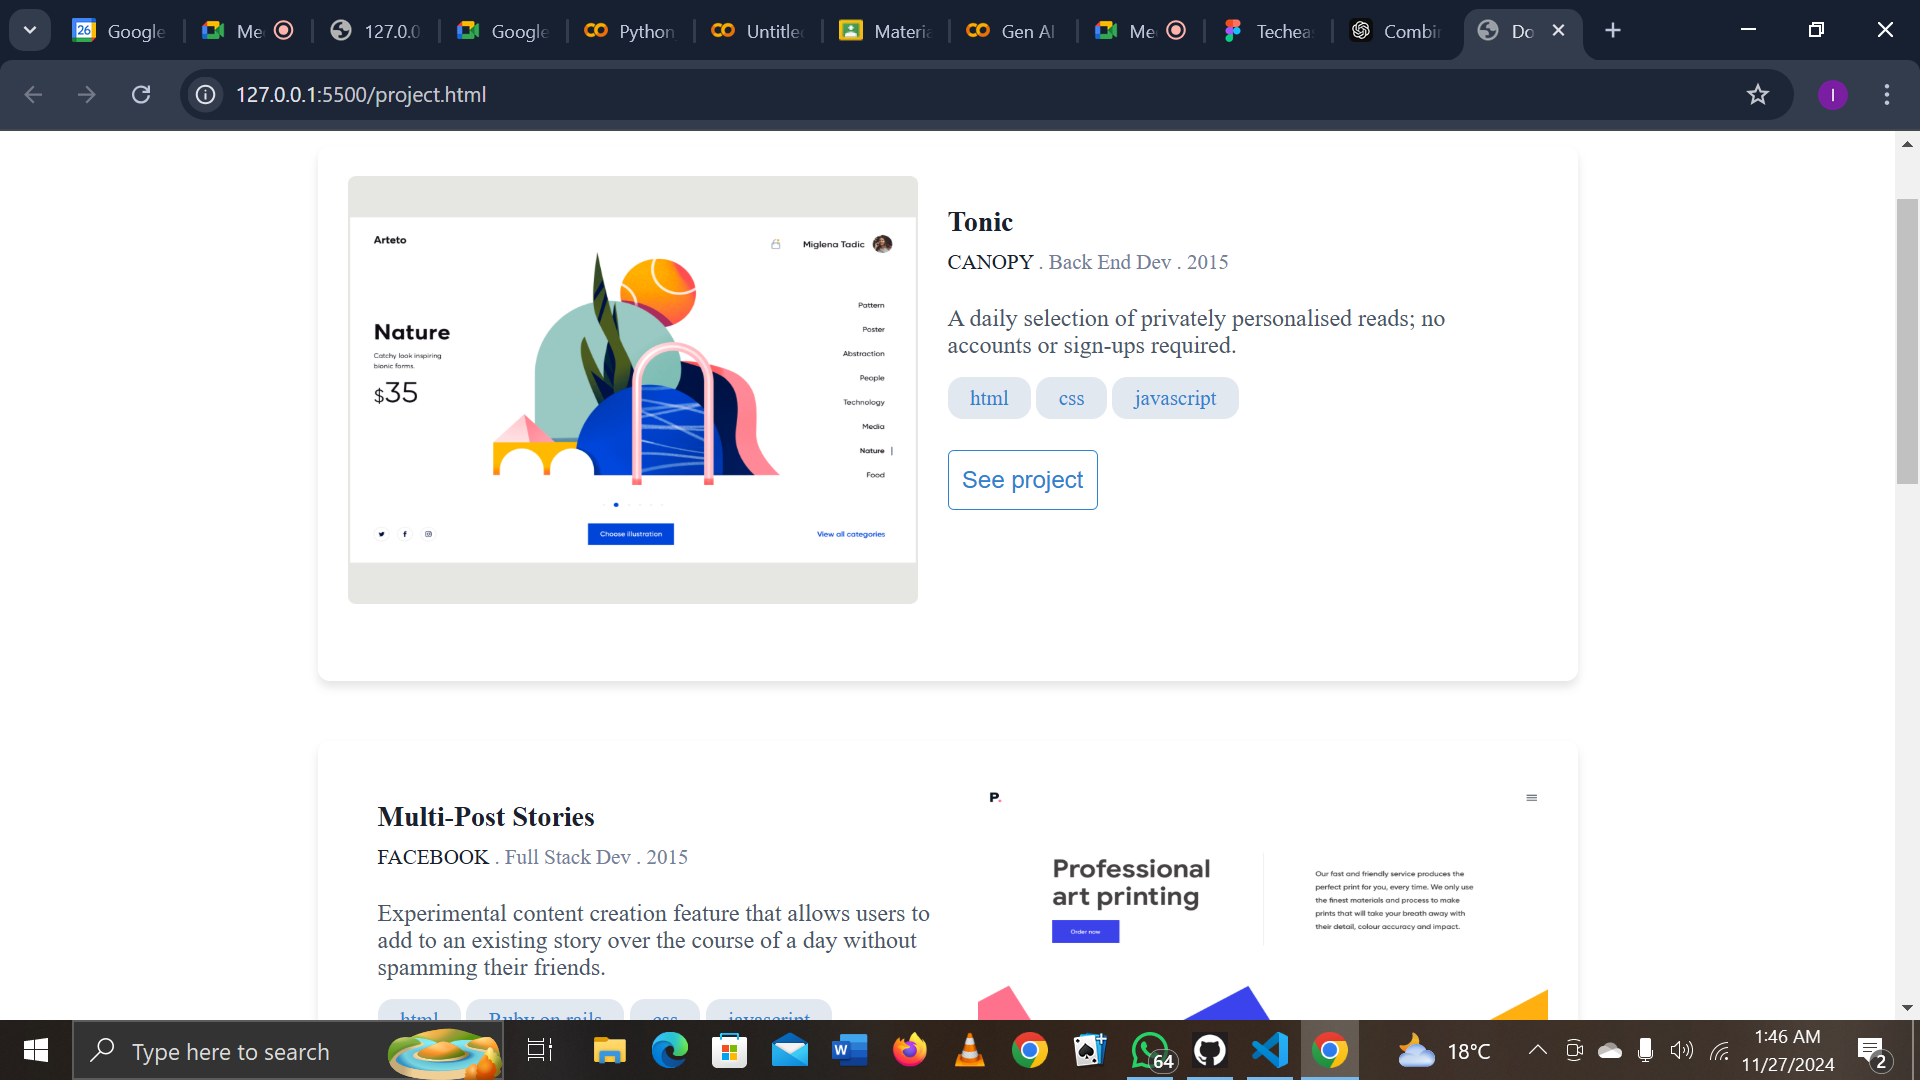 Google
Me
127.0.0
Google
Python
Untitled
Materia
Gen AI
Me
Techeas
Combi
Do
127.0.0.1:5500/project.html
I
Arteto
Miglena Tadic
Nature
Catchy look inspiring
bionic forms.
$35
Pattern
Poster
Abstraction
People
Technology
Media
Nature
Food
Choose illustration
View all categories
Tonic
CANOPY . Back End Dev . 2015
A daily selection of privately personalised reads; no
accounts or sign-ups required.
html css javascript
See project
Multi-Post Stories
FACEBOOK . Full Stack Dev . 2015
Experimental content creation feature that allows users to
add to an existing story over the course of a day without
spamming their friends.
html Ruby on rails css javascript
P.
Professional
art printing
Order now
Our fast and friendly service produces the
perfect print for you, every time. We only use
the finest materials and process to make
prints that will take your breath away with
their detail, colour accuracy and impact.
Type here to search
64
18°C
1:46 AM
11/27/2024
2